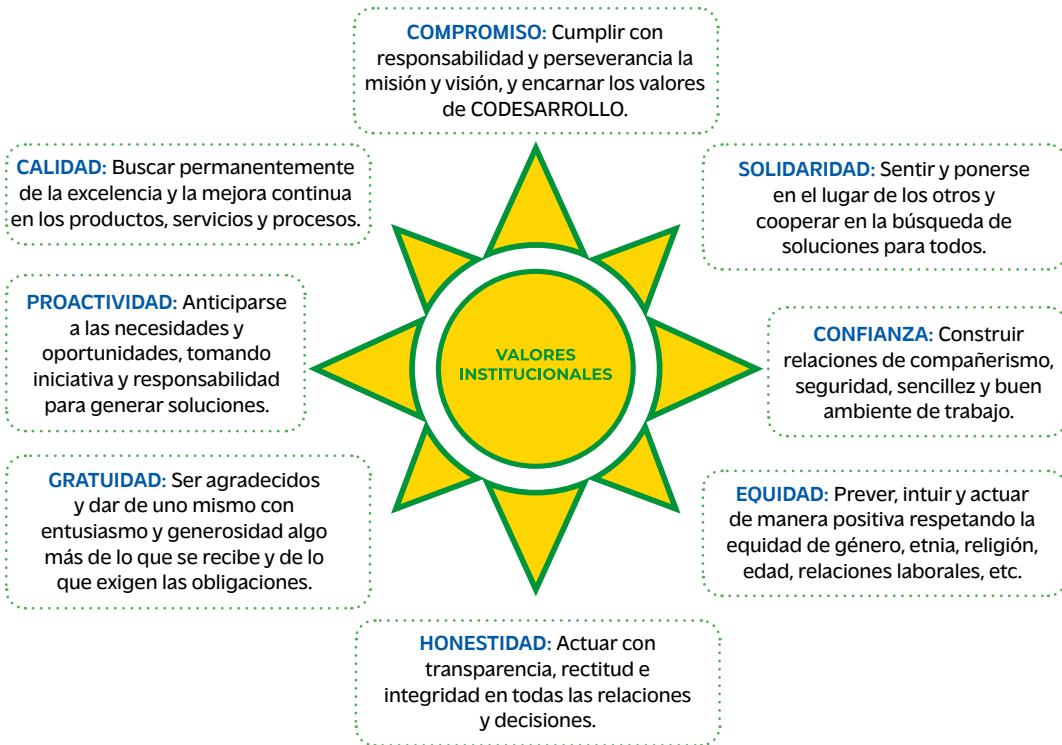 COMPROMISO: Cumplir con
responsabilidad y perseverancia la
misión y visión, y encarnar los valores
de CODESARROLLO.
CALIDAD: Buscar permanentemente
de la excelencia y la mejora continua
en los productos, servicios y procesos.
SOLIDARIDAD: Sentir y ponerse
en el lugar de los otros y
cooperar en la búsqueda de
soluciones para todos.
PROACTIVIDAD: Anticiparse
a las necesidades y
oportunidades, tomando
iniciativa y responsabilidad
para generar soluciones.
VALORES
INSTITUCIONALES
CONFIANZA: Construir
relaciones de compañerismo,
seguridad, sencillez y buen
ambiente de trabajo.
GRATUIDAD: Ser agradecidos
y dar de uno mismo con
entusiasmo y generosidad algo
más de lo que se recibe y de lo
que exigen las obligaciones.
EQUIDAD: Prever, intuir y actuar
de manera positiva respetando la
equidad de género, etnia, religión,
edad, relaciones laborales, etc.
HONESTIDAD: Actuar con
transparencia, rectitud e
integridad en todas las relaciones
y decisiones.